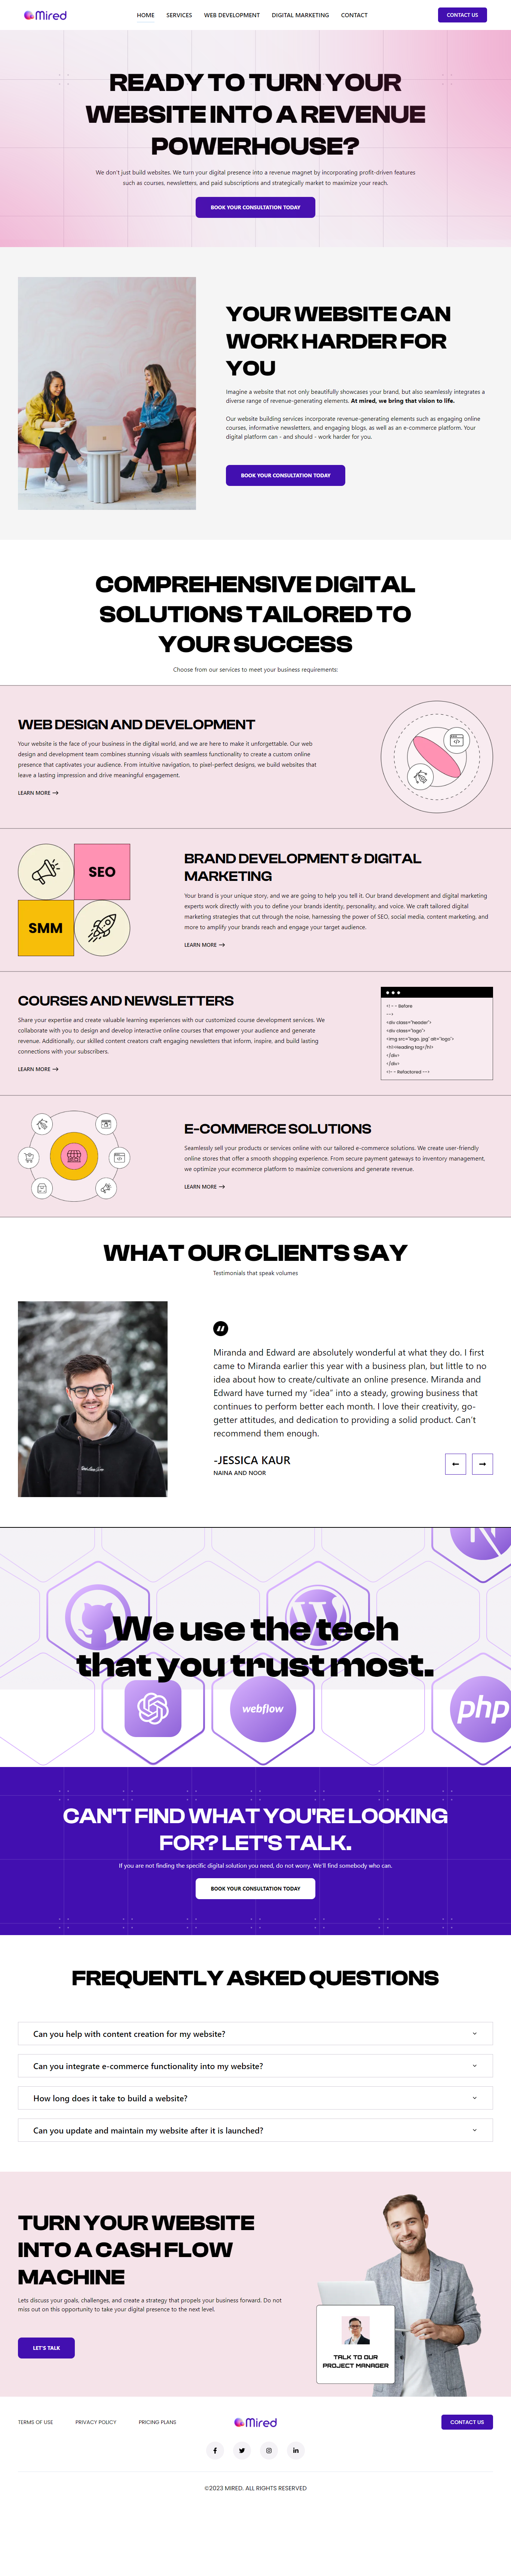 Mired
HOME SERVICES WEB DEVELOPMENT DIGITAL MARKETING CONTACT
CONTACT US
READY TO TURN YOUR
WEBSITE INTO A REVENUE
POWERHOUSE?
We don't just build websites. We turn your digital presence into a revenue magnet by incorporating profit-driven features
such as courses, newsletters, and paid subscriptions and strategically market to maximize your reach.
BOOK YOUR CONSULTATION TODAY
YOUR WEBSITE CAN
WORK HARDER FOR
YOU
Imagine a website that not only beautifully showcases your brand, but also seamlessly integrates a
diverse range of revenue-generating elements. At mired, we bring that vision to life.
Our website building services incorporate revenue-generating elements such as engaging online
courses, informative newsletters, and engaging blogs, as well as an e-commerce platform. Your
digital platform can - and should - work harder for you.
BOOK YOUR CONSULTATION TODAY
COMPREHENSIVE DIGITAL
SOLUTIONS TAILORED TO
YOUR SUCCESS
Choose from our services to meet your business requirements:
WEB DESIGN AND DEVELOPMENT
Your website is the face of your business in the digital world, and we are here to make it unforgettable. Our web
design and development team combines stunning visuals with seamless functionality to create a custom online
presence that captivates your audience. From intuitive navigation, to pixel-perfect designs, we build websites that
leave a lasting impression and drive meaningful engagement.
LEARN MORE
SEO
SMM
BRAND DEVELOPMENT & DIGITAL
MARKETING
Your brand is your unique story, and we are going to help you tell it. Our brand development and digital marketing
experts work directly with you to define your brands identity, personality, and voice. We craft tailored digital
marketing strategies that cut through the noise, harnessing the power of SEO, social media, content marketing, and
more to amplify your brands reach and engage your target audience.
LEARN MORE
COURSES AND NEWSLETTERS
Share your expertise and create valuable learning experiences with our customized course development services. We
collaborate with you to design and develop interactive online courses that empower your audience and generate
revenue. Additionally, our skilled content creators craft engaging newsletters that inform, inspire, and build lasting
connections with your subscribers.
LEARN MORE
<! - - Before
-->
<div class="header">
<div class="logo">
<img src="logo. jpg" alt="logo">
<h1>Heading tag</h1>
</div>
</div>
<!- - Refactored -->
E-COMMERCE SOLUTIONS
Seamlessly sell your products or services online with our tailored e-commerce solutions. We create user-friendly
online stores that offer a smooth shopping experience. From secure payment gateways to inventory management,
we optimize your ecommerce platform to maximize conversions and generate revenue.
LEARN MORE
WHAT OUR CLIENTS SAY
Testimonials that speak volumes
Miranda and Edward are absolutely wonderful at what they do. I first
came to Miranda earlier this year with a business plan, but little to no
idea about how to create/cultivate an online presence. Miranda and
Edward have turned my "idea" into a steady, growing business that
continues to perform better each month. I love their creativity, go-
getter attitudes, and dedication to providing a solid product. Can't
recommend them enough.
-JESSICA KAUR
NAINA AND NOOR
We use the tech
that you trust most.
webflow
php
CAN'T FIND WHAT YOU'RE LOOKING
FOR? LET'S TALK.
If you are not finding the specific digital solution you need, do not worry. We'll find somebody who can.
BOOK YOUR CONSULTATION TODAY
FREQUENTLY ASKED QUESTIONS
Can you help with content creation for my website?
Can you integrate e-commerce functionality into my website?
How long does it take to build a website?
Can you update and maintain my website after it is launched?
TURN YOUR WEBSITE
INTO A CASH FLOW
MACHINE
Lets discuss your goals, challenges, and create a strategy that propels your business forward. Do not
miss out on this opportunity to take your digital presence to the next level.
LET'S TALK
TALK TO OUR
PROJECT MANAGER
TERMS OF USE PRIVACY POLICY PRICING PLANS
Mired
CONTACT US
©2023 MIRED. ALL RIGHTS RESERVED